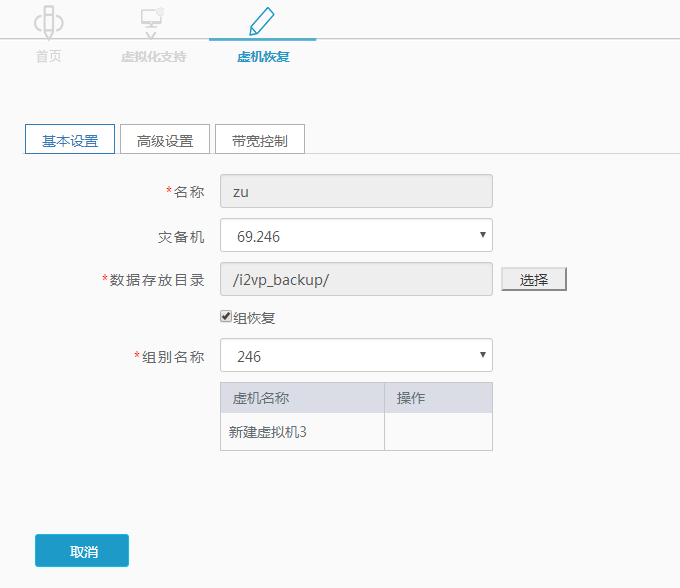 首页 虚拟化支持 虚机恢复
基本设置 高级设置 带宽控制
*名称 zu
灾备机 69.246
*数据存放目录 /i2vp_backup/ 选择
组恢复
*组别名称 246
虚机名称 操作
新建虚拟机3
取消